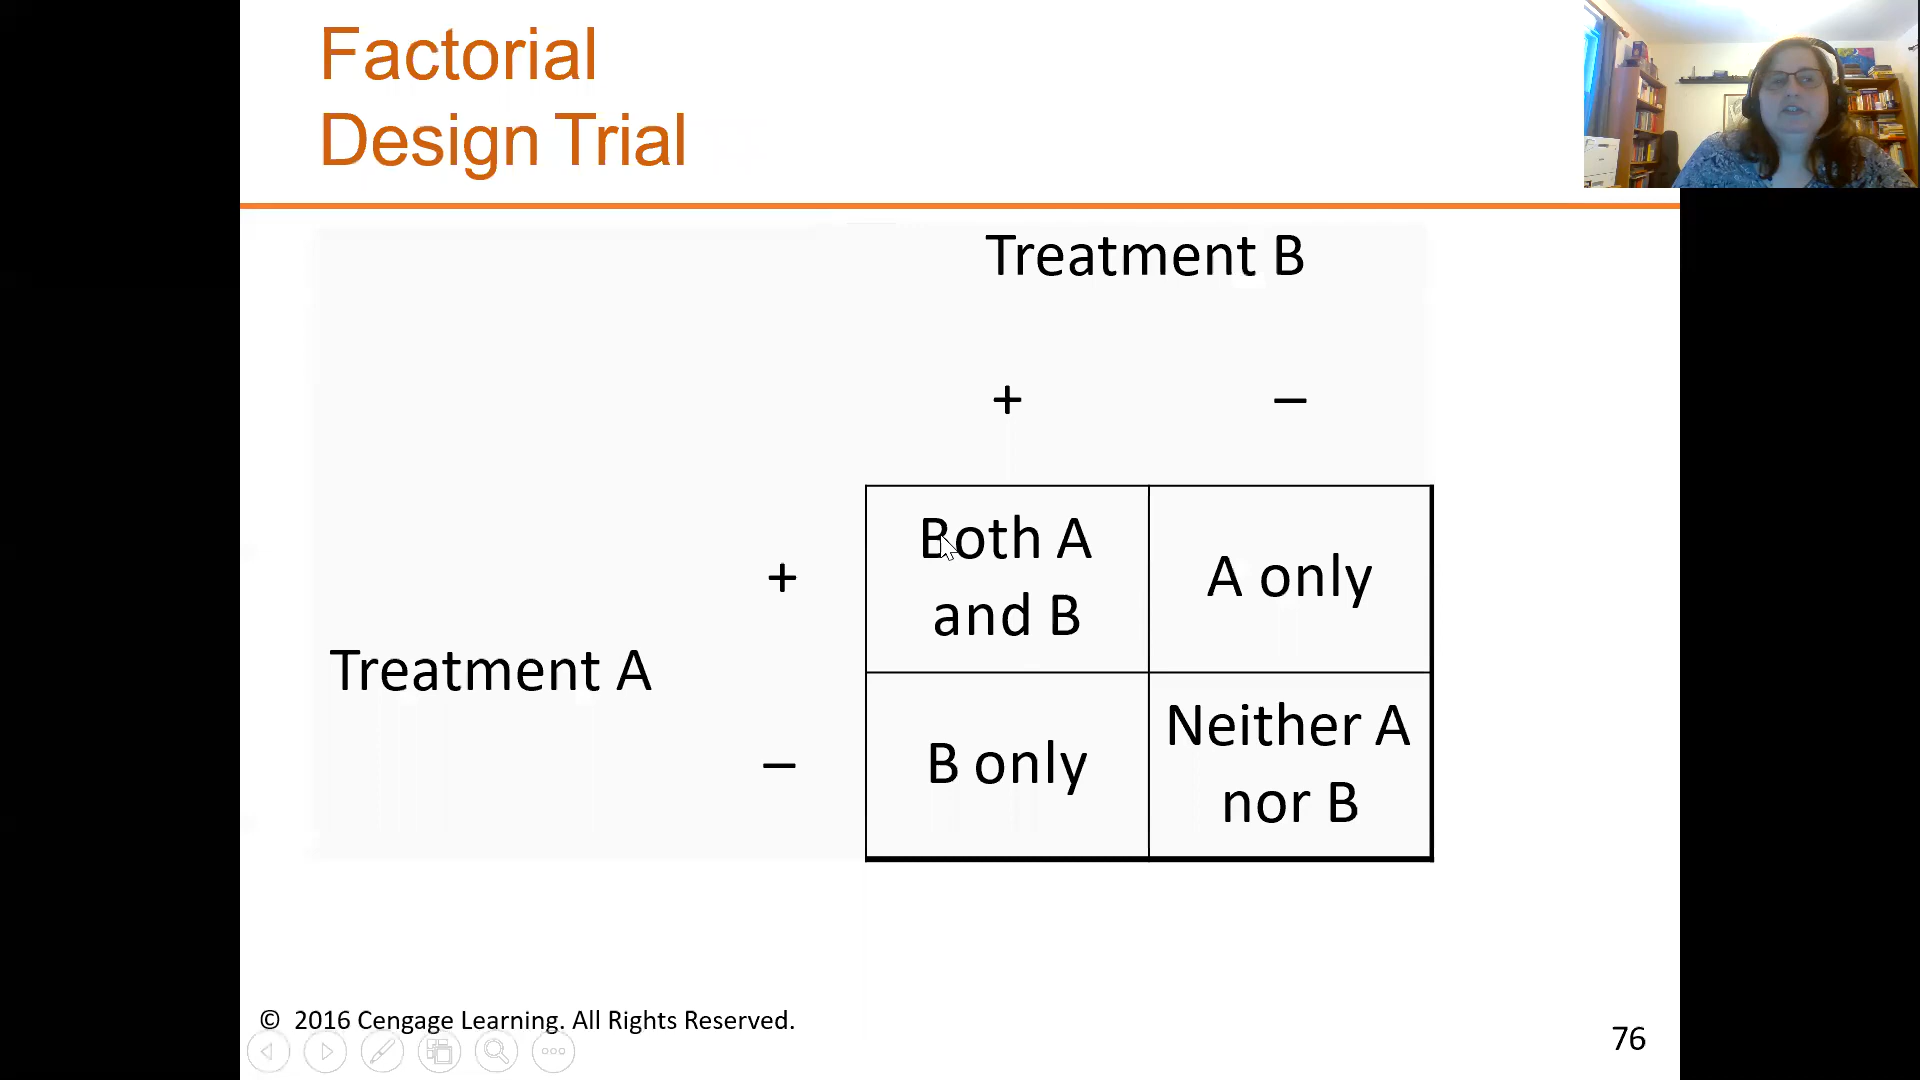 Factorial
Design Trial
Treatment B
+ –
Both A
and B
A only
+
Treatment A
–
B only
Neither A
nor B
© 2016 Cengage Learning. All Rights Reserved.
76